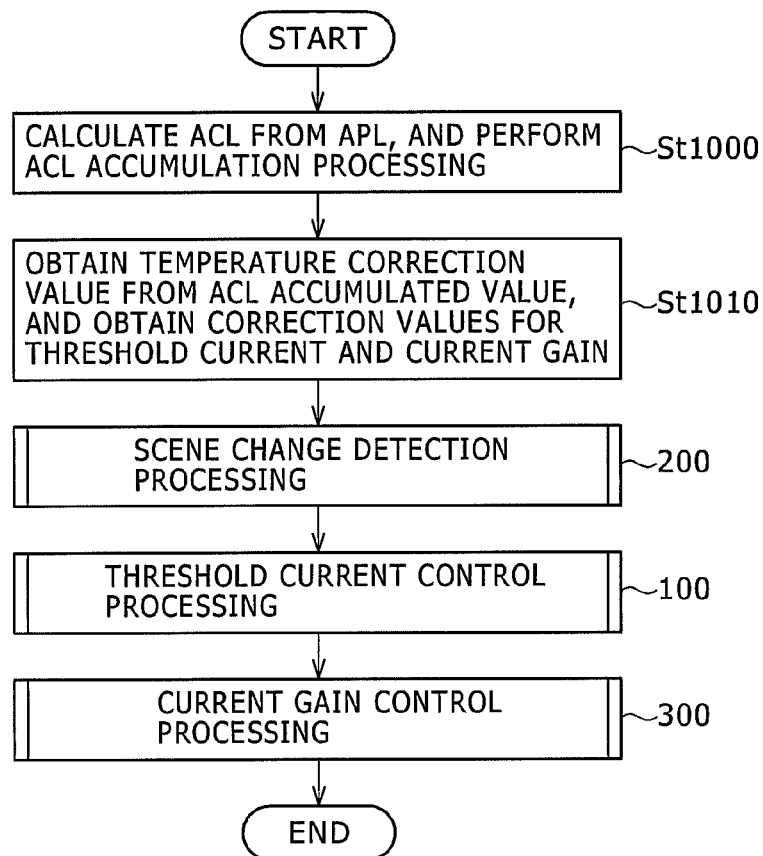 START
CALCULATE ACL FROM APL, AND PERFORM
ACL ACCUMULATION PROCESSING
St1000
OBTAIN TEMPERATURE CORRECTION
VALUE FROM ACL ACCUMULATED VALUE,
AND OBTAIN CORRECTION VALUES FOR
THRESHOLD CURRENT AND CURRENT GAIN
St1010
SCENE CHANGE DETECTION
PROCESSING
200
THRESHOLD CURRENT CONTROL
PROCESSING
100
CURRENT GAIN CONTROL
PROCESSING
300
END